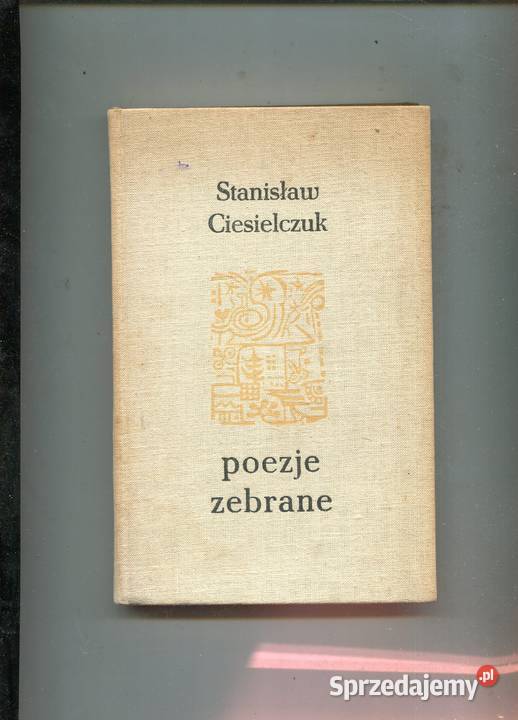 Stanisław
Ciesielczuk
poezje
zebrane
Sprzedajemy.pl